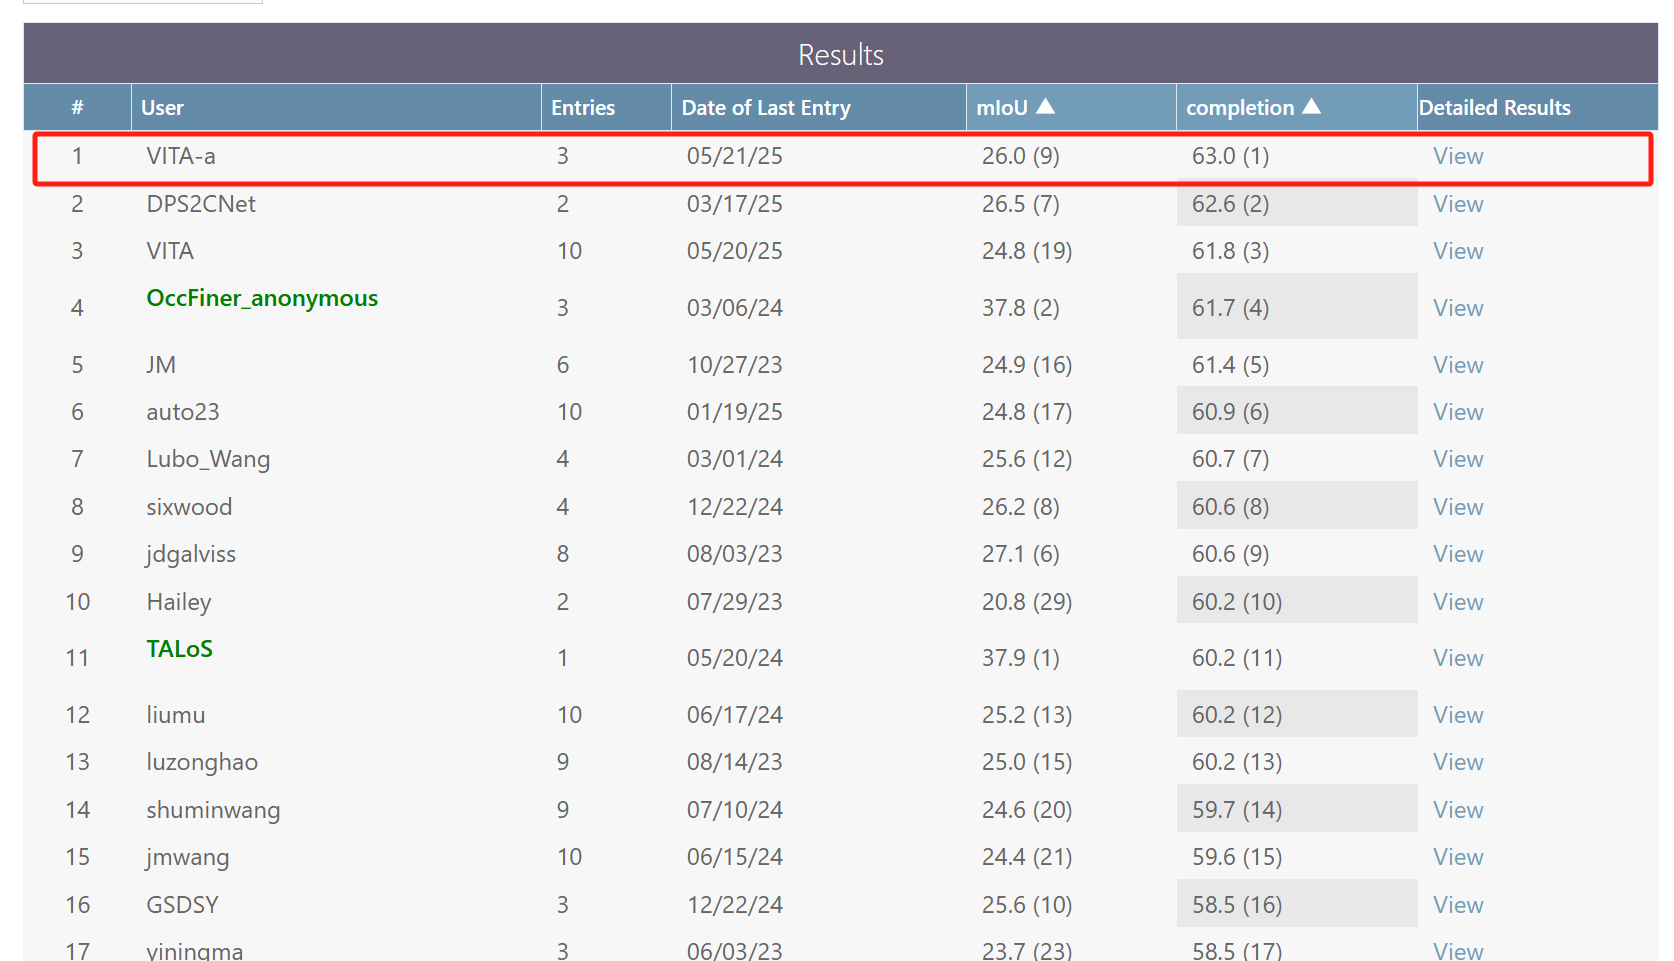 Results
# User Entries Date of Last Entry mIoU ▲ completion ▲ Detailed Results
1 VITA-a 3 05/21/25 26.0 (9) 63.0 (1) View
2 DPS2CNet 2 03/17/25 26.5 (7) 62.6 (2) View
3 VITA 10 05/20/25 24.8 (19) 61.8 (3) View
4 OccFiner_anonymous 3 03/06/24 37.8 (2) 61.7 (4) View
5 JM 6 10/27/23 24.9 (16) 61.4 (5) View
6 auto23 10 01/19/25 24.8 (17) 60.9 (6) View
7 Lubo_Wang 4 03/01/24 25.6 (12) 60.7 (7) View
8 sixwood 4 12/22/24 26.2 (8) 60.6 (8) View
9 jdgalviss 8 08/03/23 27.1 (6) 60.6 (9) View
10 Hailey 2 07/29/23 20.8 (29) 60.2 (10) View
11 TALoS 1 05/20/24 37.9 (1) 60.2 (11) View
12 liumu 10 06/17/24 25.2 (13) 60.2 (12) View
13 luzonghao 9 08/14/23 25.0 (15) 60.2 (13) View
14 shuminwang 9 07/10/24 24.6 (20) 59.7 (14) View
15 jmwang 10 06/15/24 24.4 (21) 59.6 (15) View
16 GSDSY 3 12/22/24 25.6 (10) 58.5 (16) View
17 yiningma 3 06/03/23 23.7 (23) 58.5 (17) View